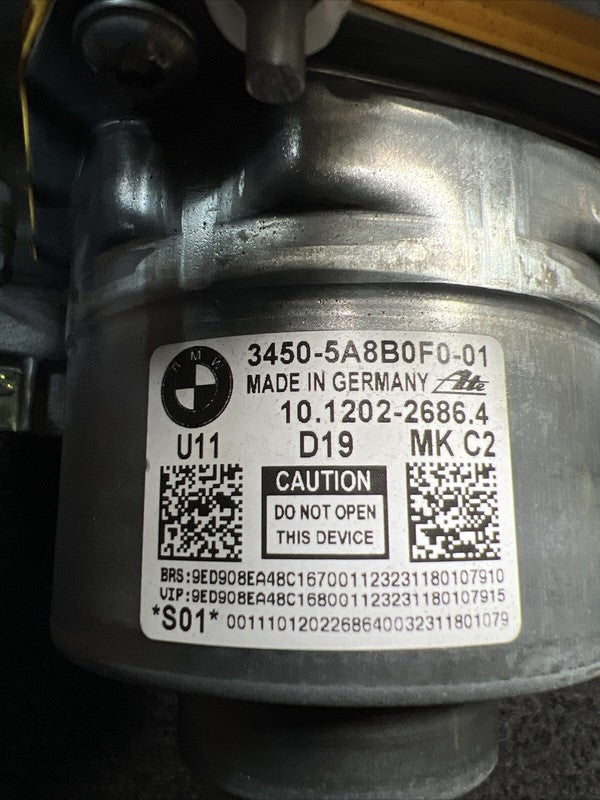 BMW
3450-5A8B0F0-01
MADE IN GERMANY Ate
10.1202-2686.4
U11 D19 MK C2
CAUTION
DO NOT OPEN
THIS DEVICE
BRS:9ED908EA48C167001123231180107910
VIP:9ED908EA48C168001123231180107915
*S01* 0011101202268640032311801079